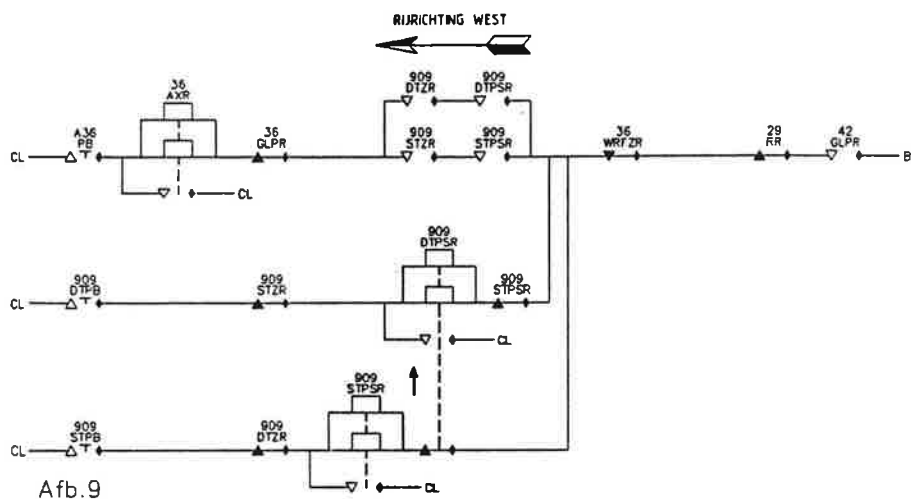 RIJRICHTING WEST
909 DTZR
909 DTPSR
36 AXR
A36 PB
36 GLPR
909 STZR
909 STPSR
36 WRFZR
29 RR
42 GLPR
CL
B
CL
909 DTPSR
909 DTPB
909 STZR
909 STPSR
CL
CL
909 STPSR
909 STPB
909 DTZR
CL
CL
Afb.9